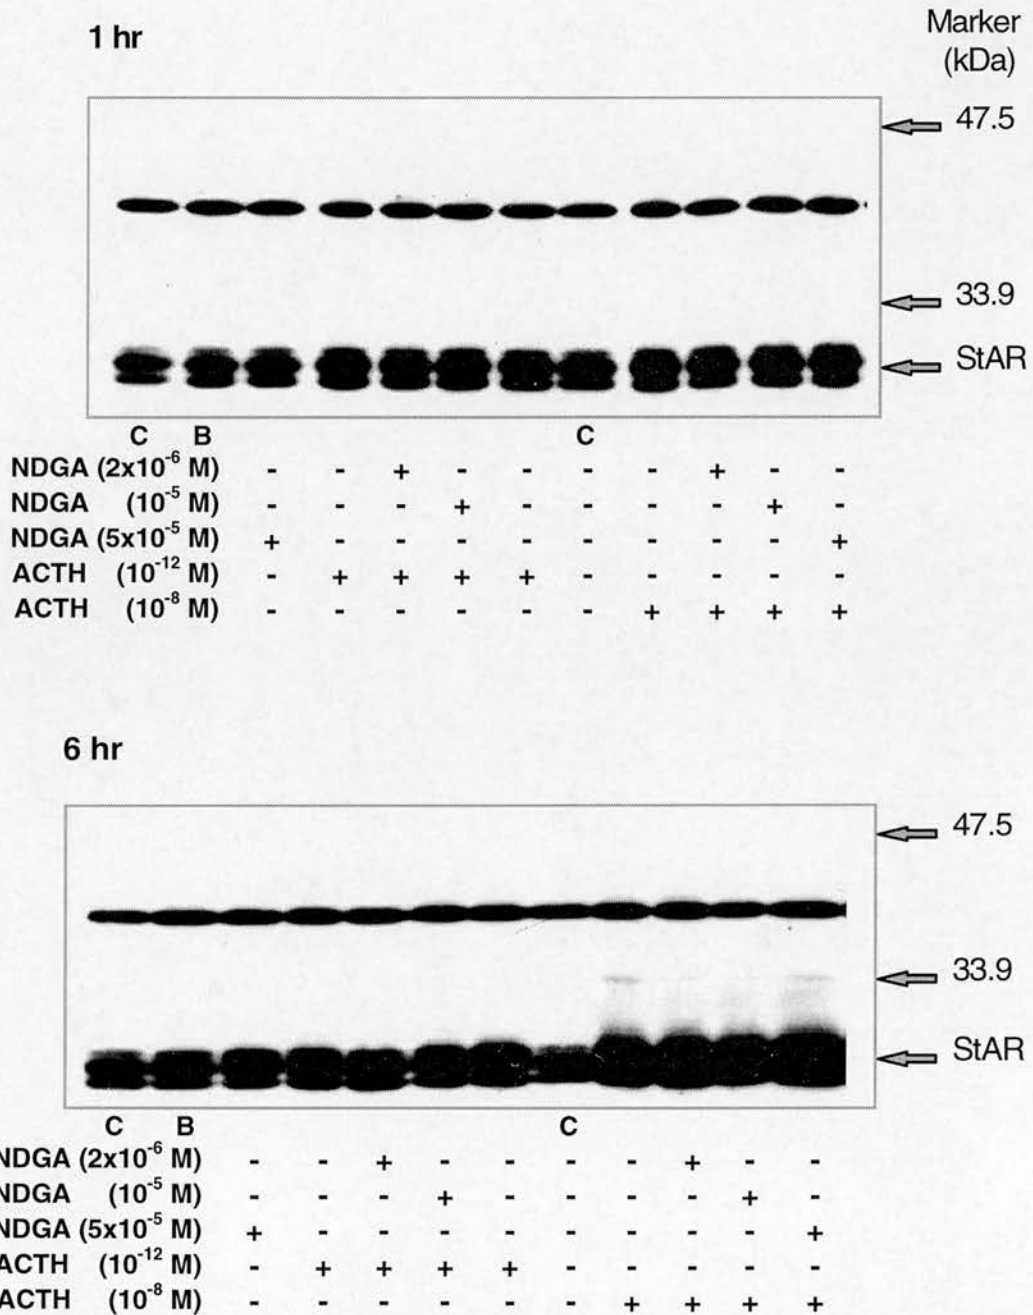 Marker
(kDa)
1 hr
47.5
33.9
StAR
C B C
NDGA (2x10⁻⁶ M) - - + - - - - + - -
NDGA (10⁻⁵ M) - - - + - - - - + -
NDGA (5x10⁻⁵ M) + - - - - - - - - +
ACTH (10⁻¹² M) - + + + + - - - - -
ACTH (10⁻⁸ M) - - - - - - + + + +
6 hr
47.5
33.9
StAR
C B C
NDGA (2x10⁻⁶ M) - - + - - - - + - -
NDGA (10⁻⁵ M) - - - + - - - - + -
NDGA (5x10⁻⁵ M) + - - - - - - - - +
ACTH (10⁻¹² M) - + + + + - - - - -
ACTH (10⁻⁸ M) - - - - - - + + + +